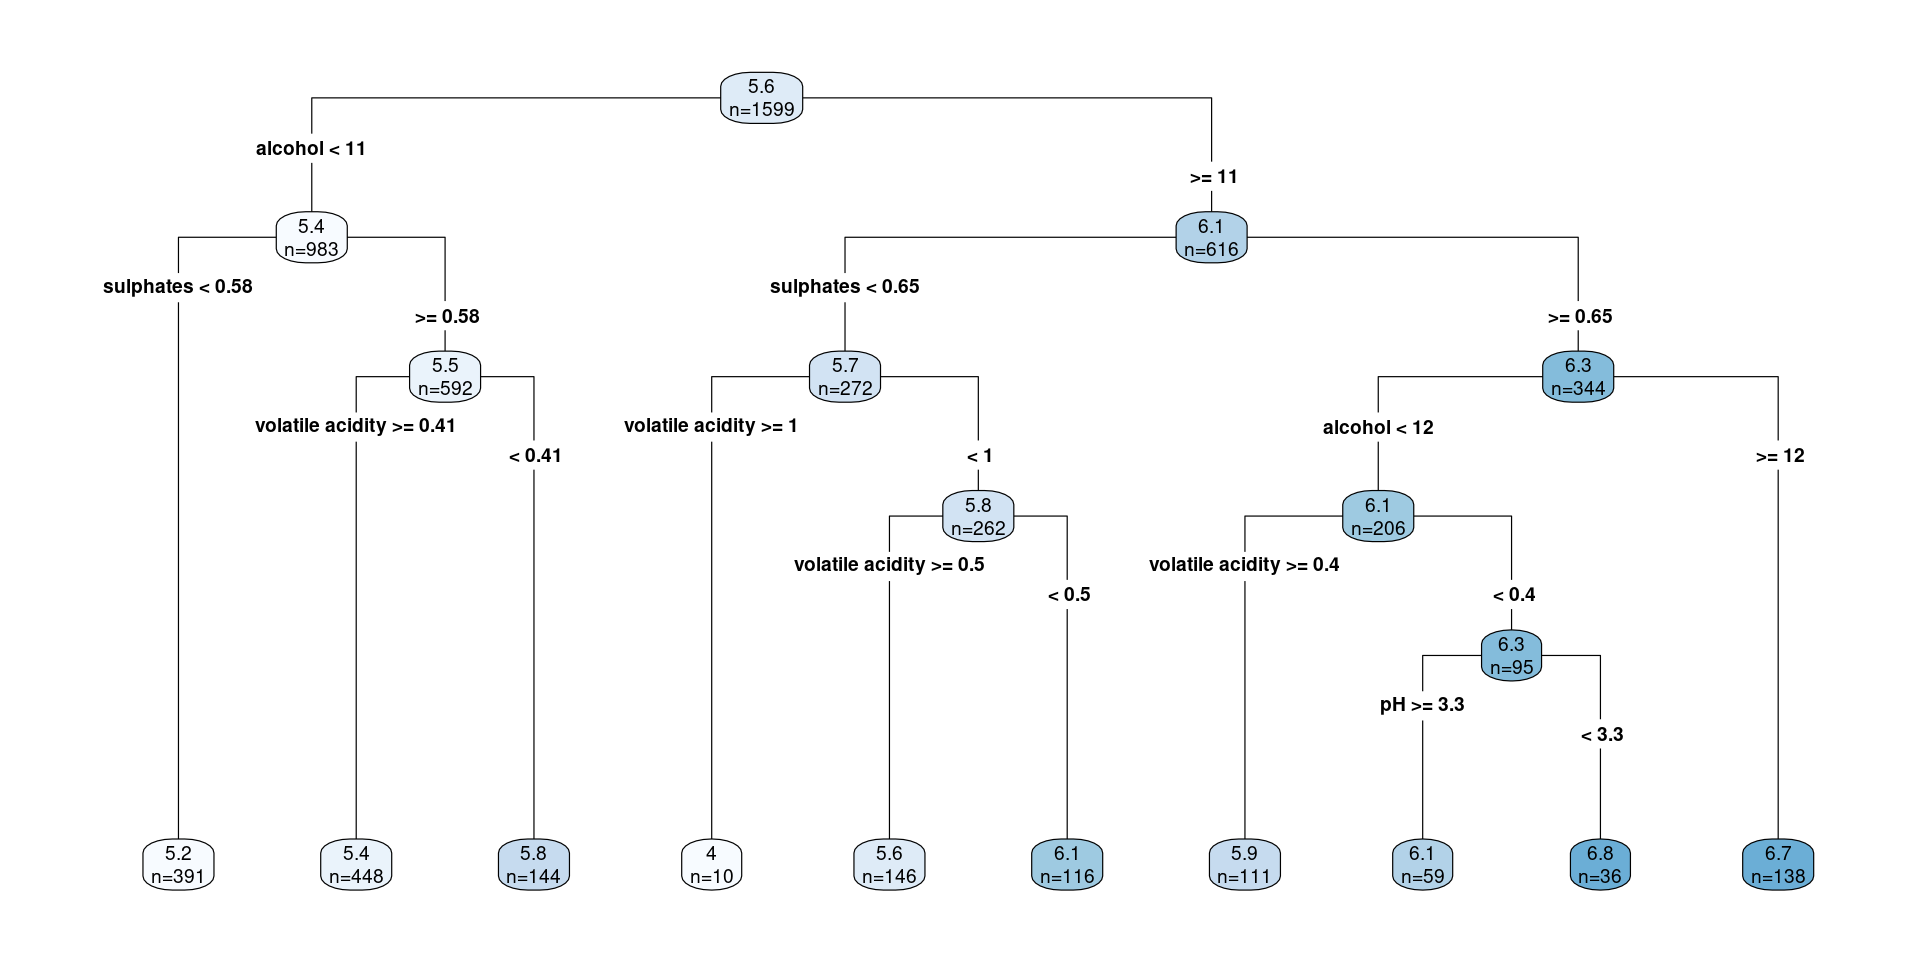 5.6
n=1599
alcohol < 11
>= 11
5.4
n=983
6.1
n=616
sulphates < 0.58
>= 0.58
sulphates < 0.65
>= 0.65
5.5
n=592
5.7
n=272
6.3
n=344
volatile acidity >= 0.41
< 0.41
volatile acidity >= 1
< 1
alcohol < 12
>= 12
5.8
n=262
6.1
n=206
volatile acidity >= 0.5
< 0.5
volatile acidity >= 0.4
< 0.4
6.3
n=95
pH >= 3.3
< 3.3
5.2
n=391
5.4
n=448
5.8
n=144
4
n=10
5.6
n=146
6.1
n=116
5.9
n=111
6.1
n=59
6.8
n=36
6.7
n=138